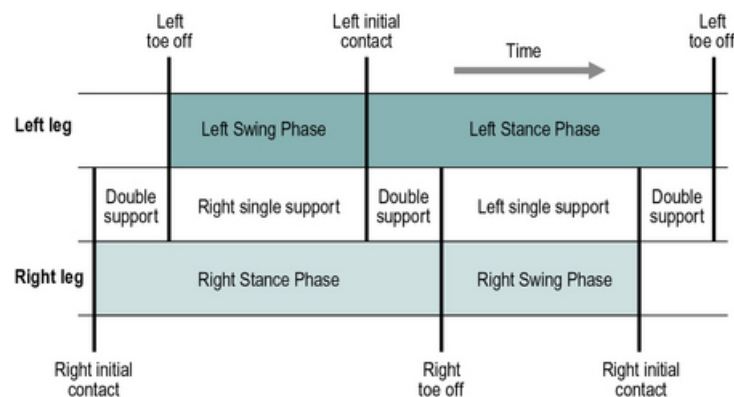 Left
toe off
Left initial
contact
Time
Left
toe off
Left leg
Left Swing Phase
Left Stance Phase
Double
support
Right single support
Double
support
Left single support
Double
support
Right leg
Right Stance Phase
Right Swing Phase
Right initial
contact
Right
toe off
Right initial
contact